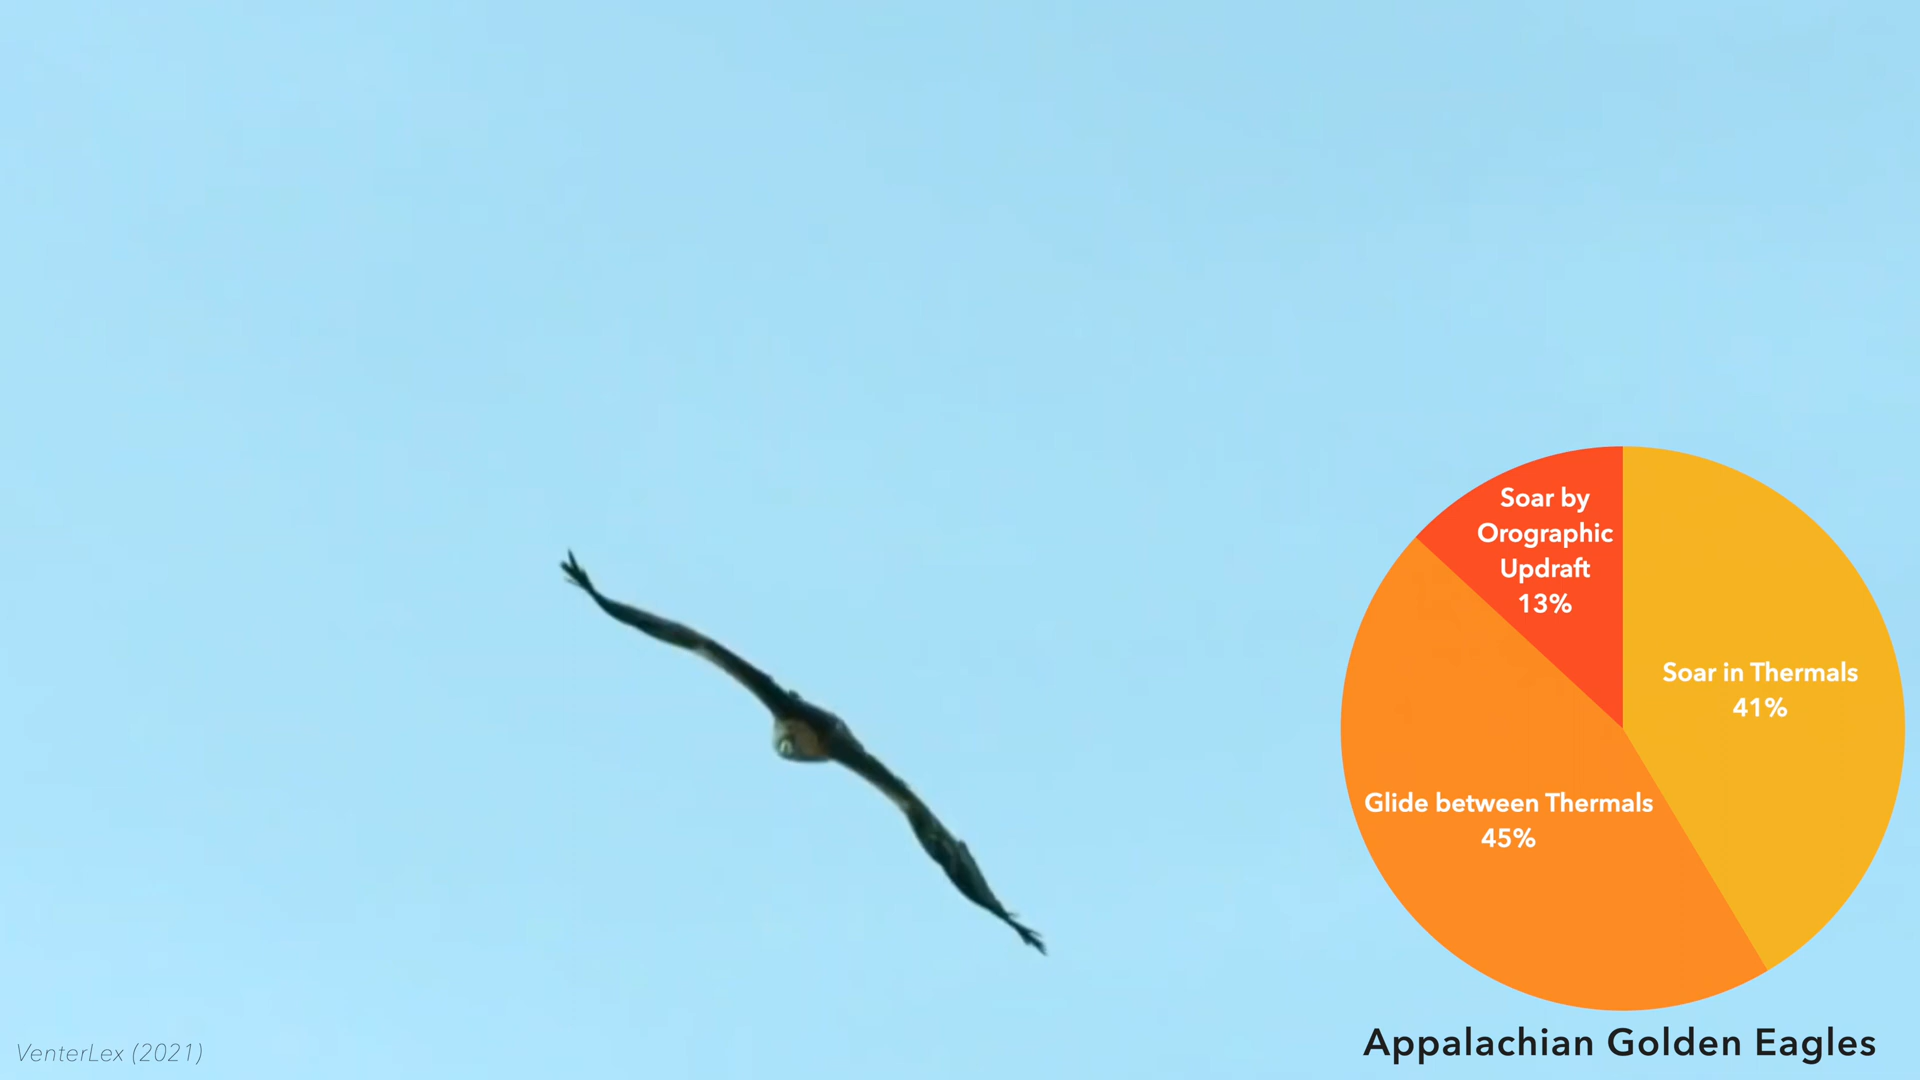 Soar by
Orographic
Updraft
13%
Soar in Thermals
41%
Glide between Thermals
45%
Appalachian Golden Eagles
VenterLex (2021)